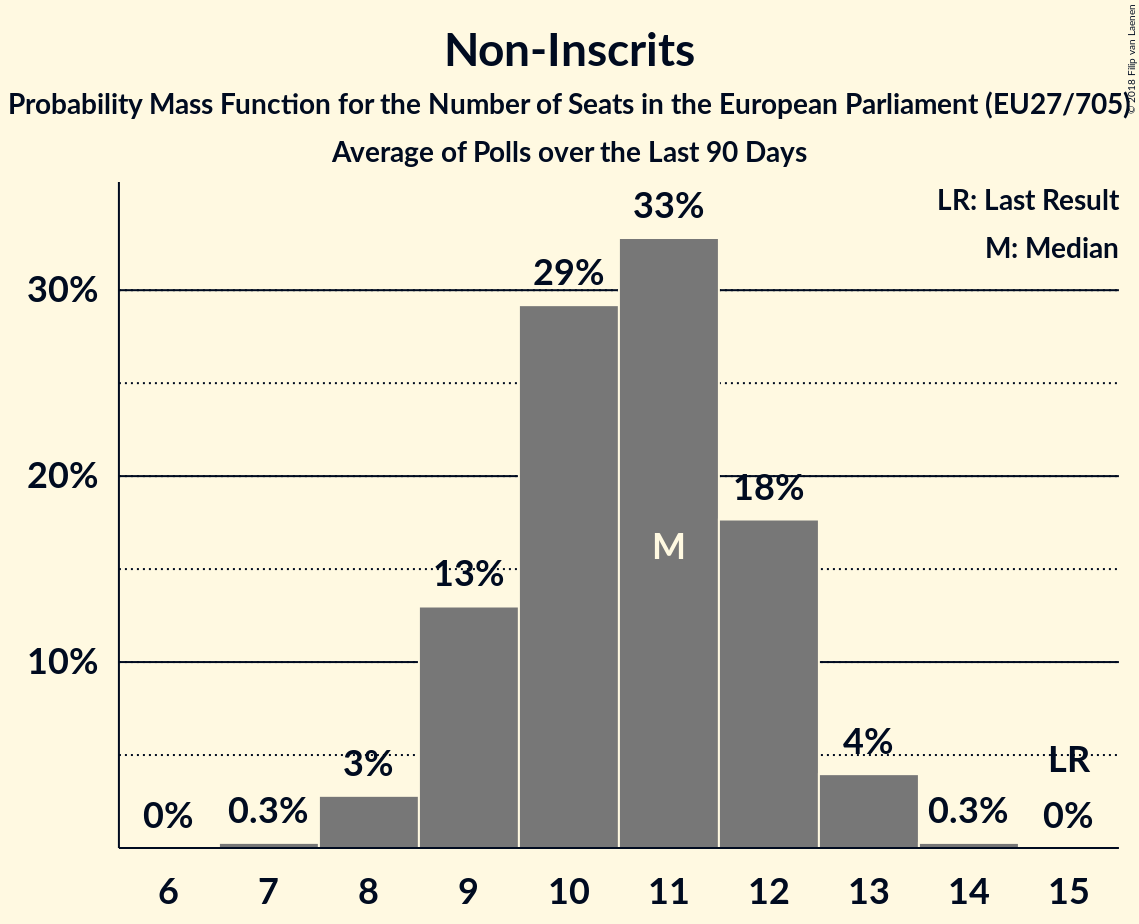 Non-Inscrits
Probability Mass Function for the Number of Seats in the European Parliament (EU27/705)
Average of Polls over the Last 90 Days
© 2018 Filip van Laenen
LR: Last Result
M: Median
33%
29%
30%
20%
18%
M
13%
10%
4%
3%
LR
0%
0.3%
0.3%
0%
6 7 8 9 10 11 12 13 14 15